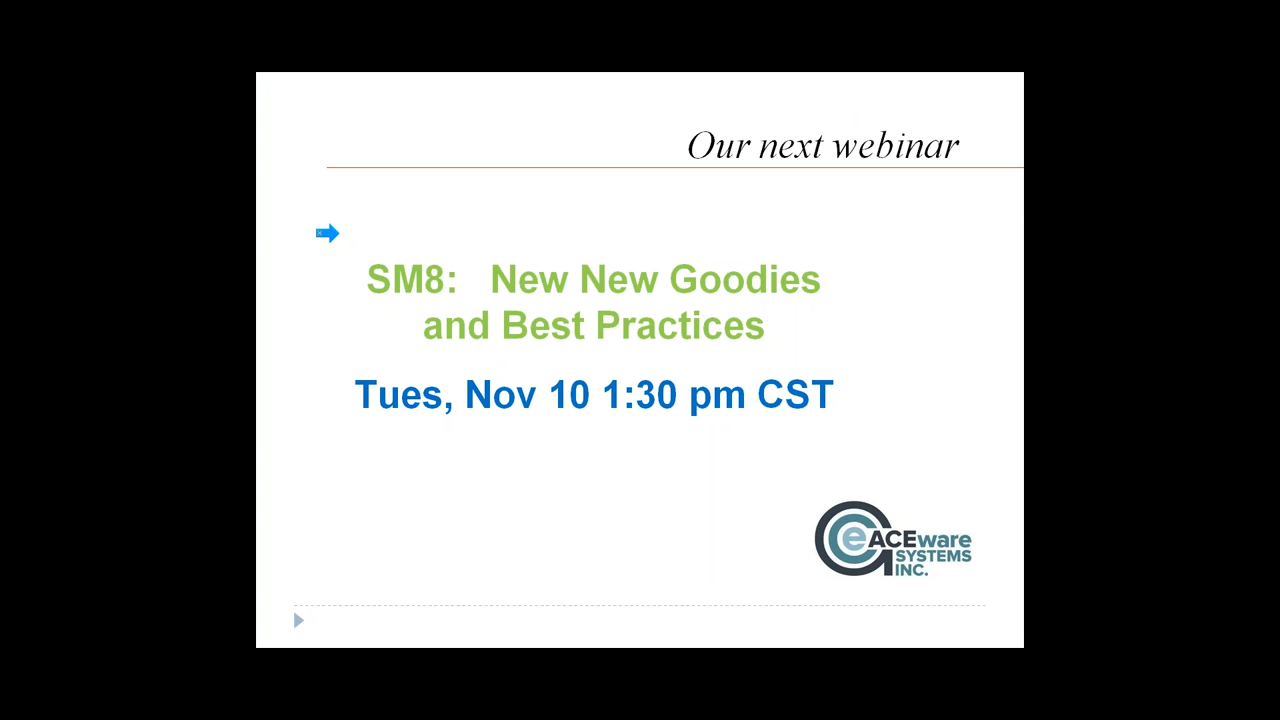 Our next webinar
SM8: New New Goodies
and Best Practices
Tues, Nov 10 1:30 pm CST
e ACEware
SYSTEMS
INC.